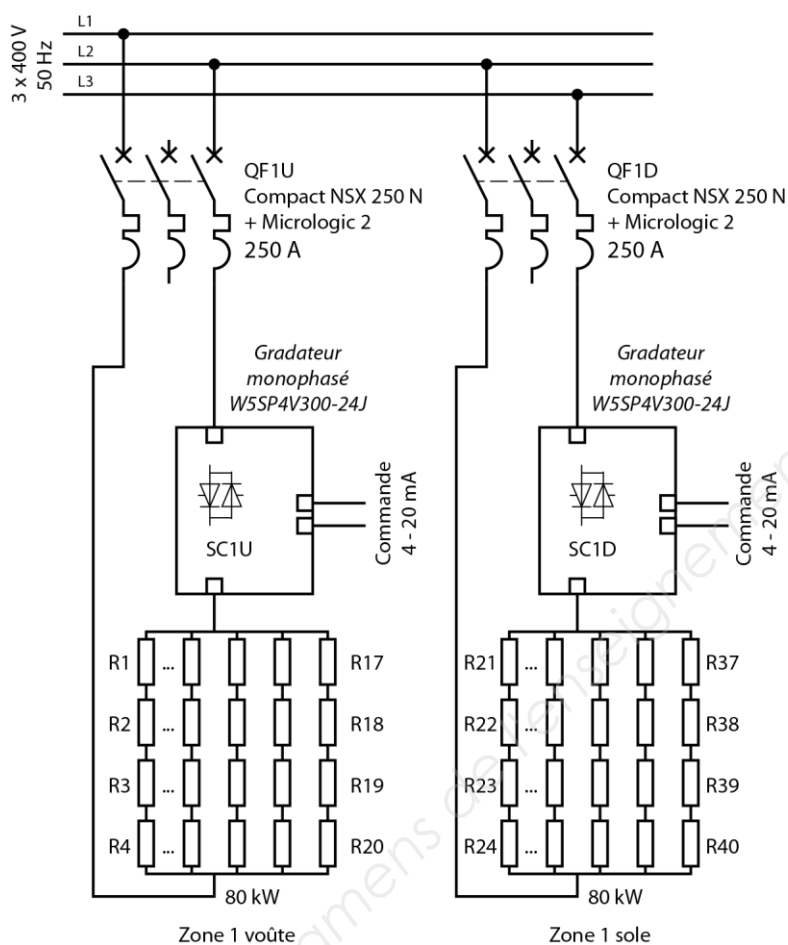 3 x 400 V
50 Hz
L1
L2
L3
QF1U
Compact NSX 250 N
+ Micrologic 2
250 A
QF1D
Compact NSX 250 N
+ Micrologic 2
250 A
Gradateur
monophasé
W5SP4V300-24J
Gradateur
monophasé
W5SP4V300-24J
SC1U
Commande
4 - 20 mA
SC1D
Commande
4 - 20 mA
R1 ... R17
R2 ... R18
R3 ... R19
R4 ... R20
80 kW
Zone 1 voûte
R21 ... R37
R22 ... R38
R23 ... R39
R24 ... R40
80 kW
Zone 1 sole
amens de l'enseignemen